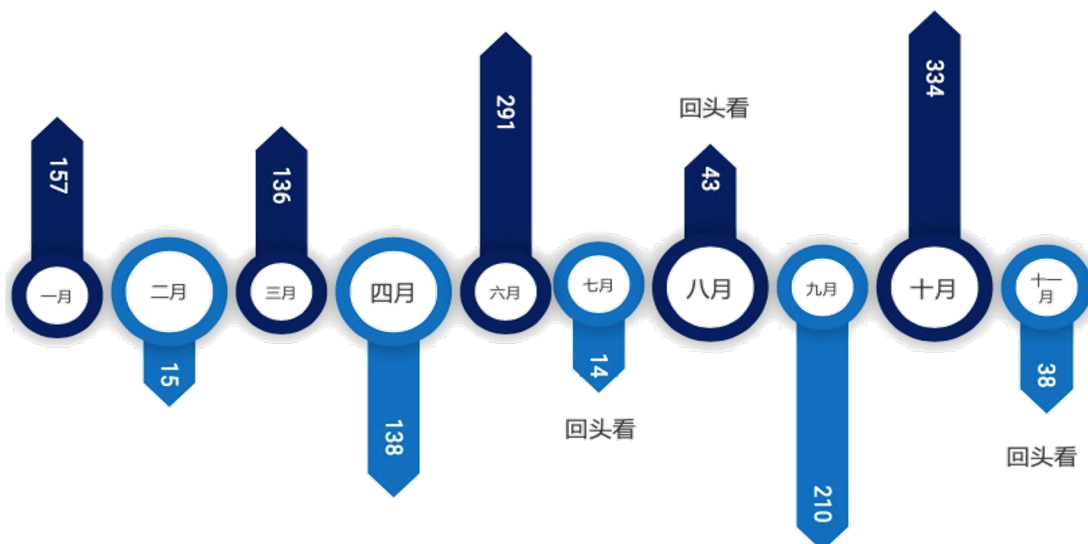 157
一月
二月
15
136
三月
四月
138
291
六月
七月
14
回头看
回头看
43
八月
九月
210
334
十月
十一
月
38
回头看